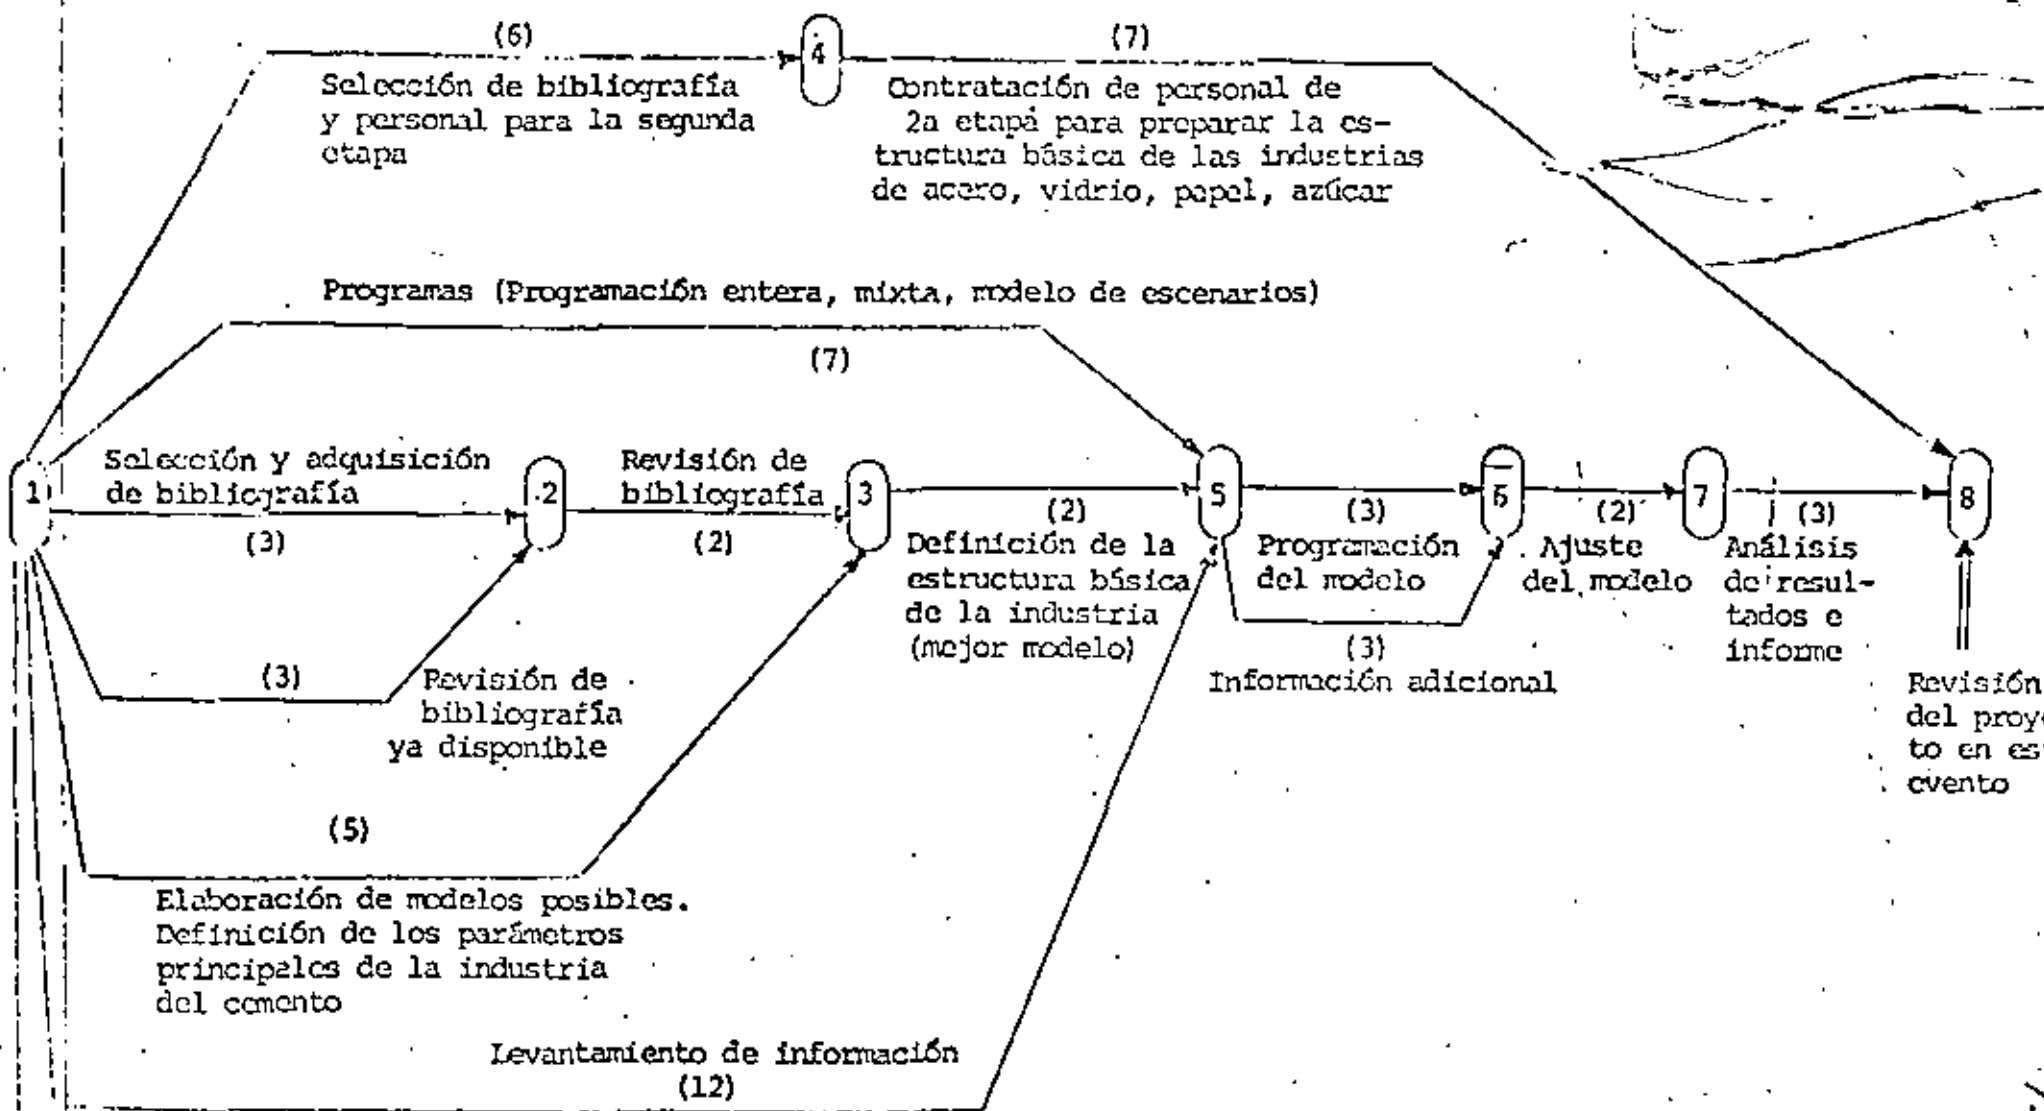 (6)
4
(7)
Selección de bibliografía
y personal para la segunda
etapa
Contratación de personal de
2a etapa para preparar la es-
tructura básica de las industrias
de acero, vidrio, papel, azúcar
Programas (Programación entera, mixta, modelo de escenarios)
(7)
1
Selección y adquisición
de bibliografía
(3)
2
Revisión de
bibliografía
(2)
3
(2)
Definición de la
estructura básica
de la industria
(mejor modelo)
5
(3)
Programación
del modelo
(3)
Información adicional
6
(2)
Ajuste
del modelo
7
(3)
Análisis
de resul-
tados e
informe
8
Revisión
del proy
to en es
evento
(3)
Revisión de
bibliografía
ya disponible
(5)
Elaboración de modelos posibles.
Definición de los parámetros
principales de la industria
del cemento
Levantamiento de información
(12)